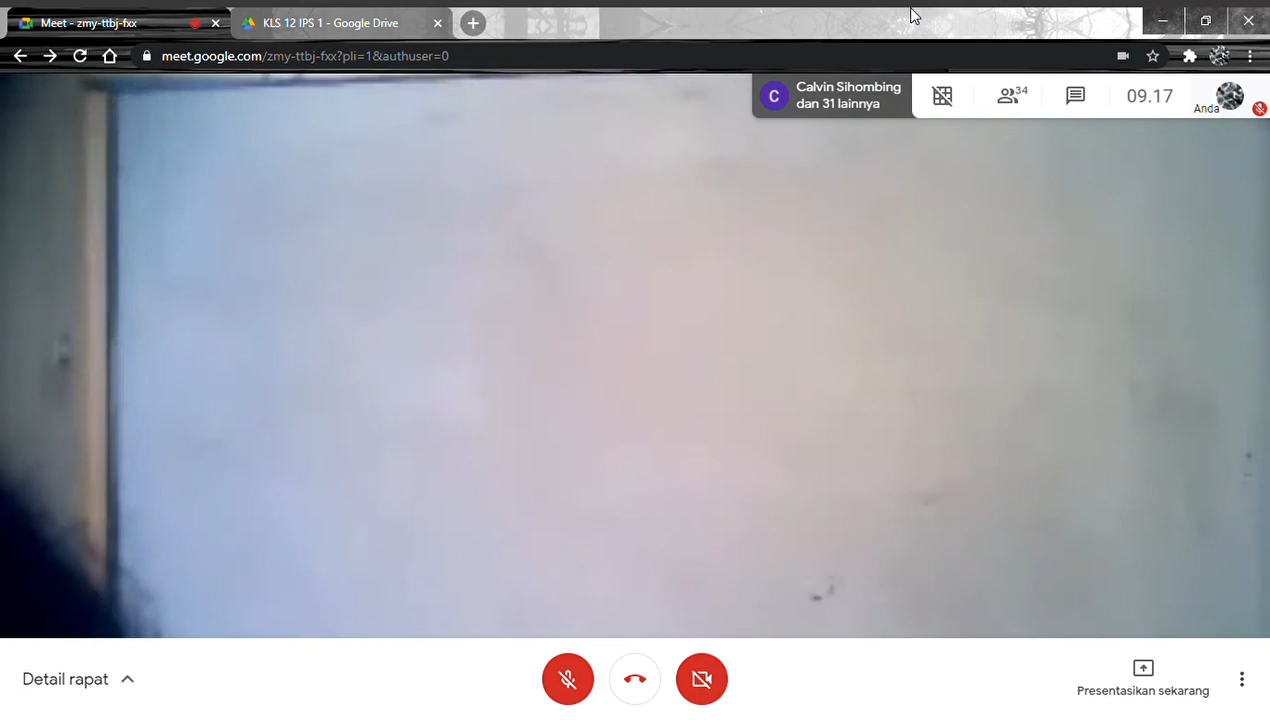 Meet - zmy-ttbj-fxx
KLS 12 IPS 1 - Google Drive
meet.google.com/zmy-ttbj-fxx?pli=1&authuser=0
C
Calvin Sihombing
dan 31 lainnya
34
09.17
Anda
Detail rapat
Presentasikan sekarang